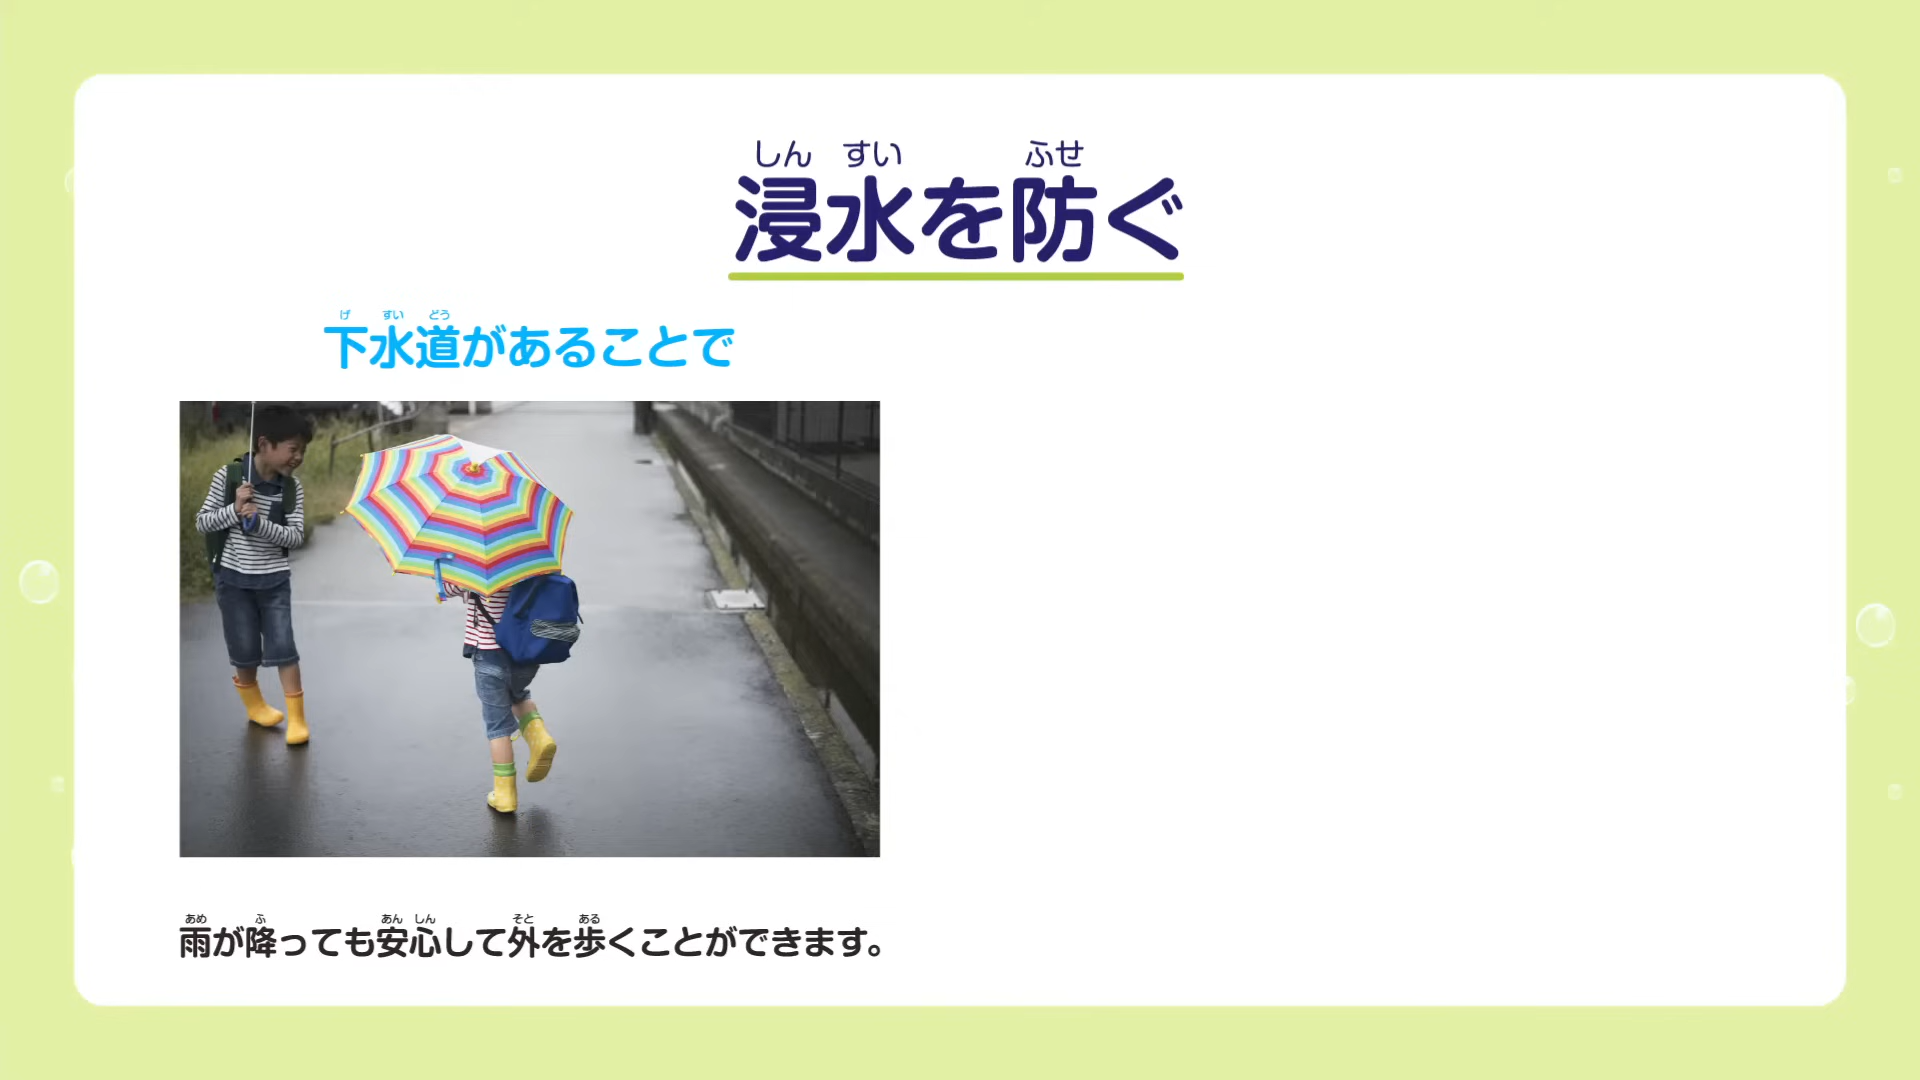 しん すい ふせ
浸水を防ぐ
げ すい どう
下水道があることで
あめ ふ あん しん そと ある
雨が降っても安心して外を歩くことができます。